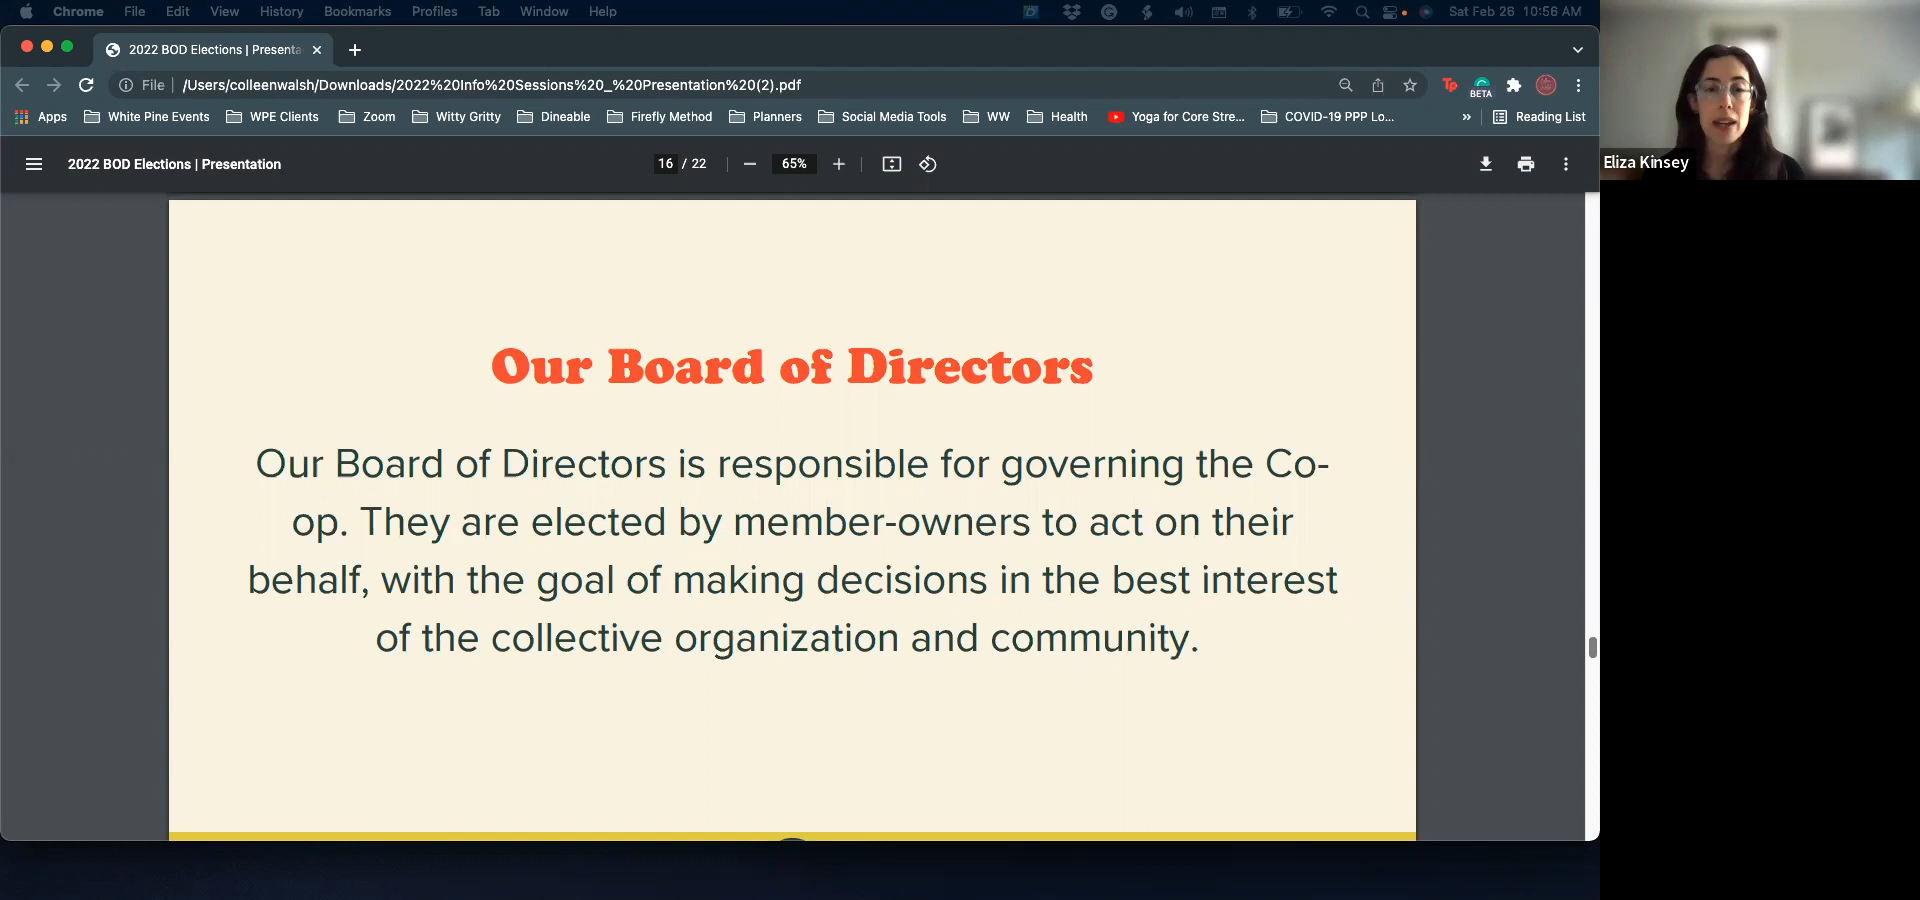 Chrome File Edit View History Bookmarks Profiles Tab Window Help Sat Feb 26 10:56 AM
2022 BOD Elections | Presenta
File /Users/colleenwalsh/Downloads/2022%20Info%20Sessions%20_%20Presentation%20(2).pdf
Tp BETA
Apps White Pine Events WPE Clients Zoom Witty Gritty Dineable Firefly Method Planners Social Media Tools WW Health Yoga for Core Stre... COVID-19 PPP Lo... » Reading List
Eliza Kinsey
2022 BOD Elections | Presentation 16 / 22 65%
Our Board of Directors
Our Board of Directors is responsible for governing the Co-
op. They are elected by member-owners to act on their
behalf, with the goal of making decisions in the best interest
of the collective organization and community.